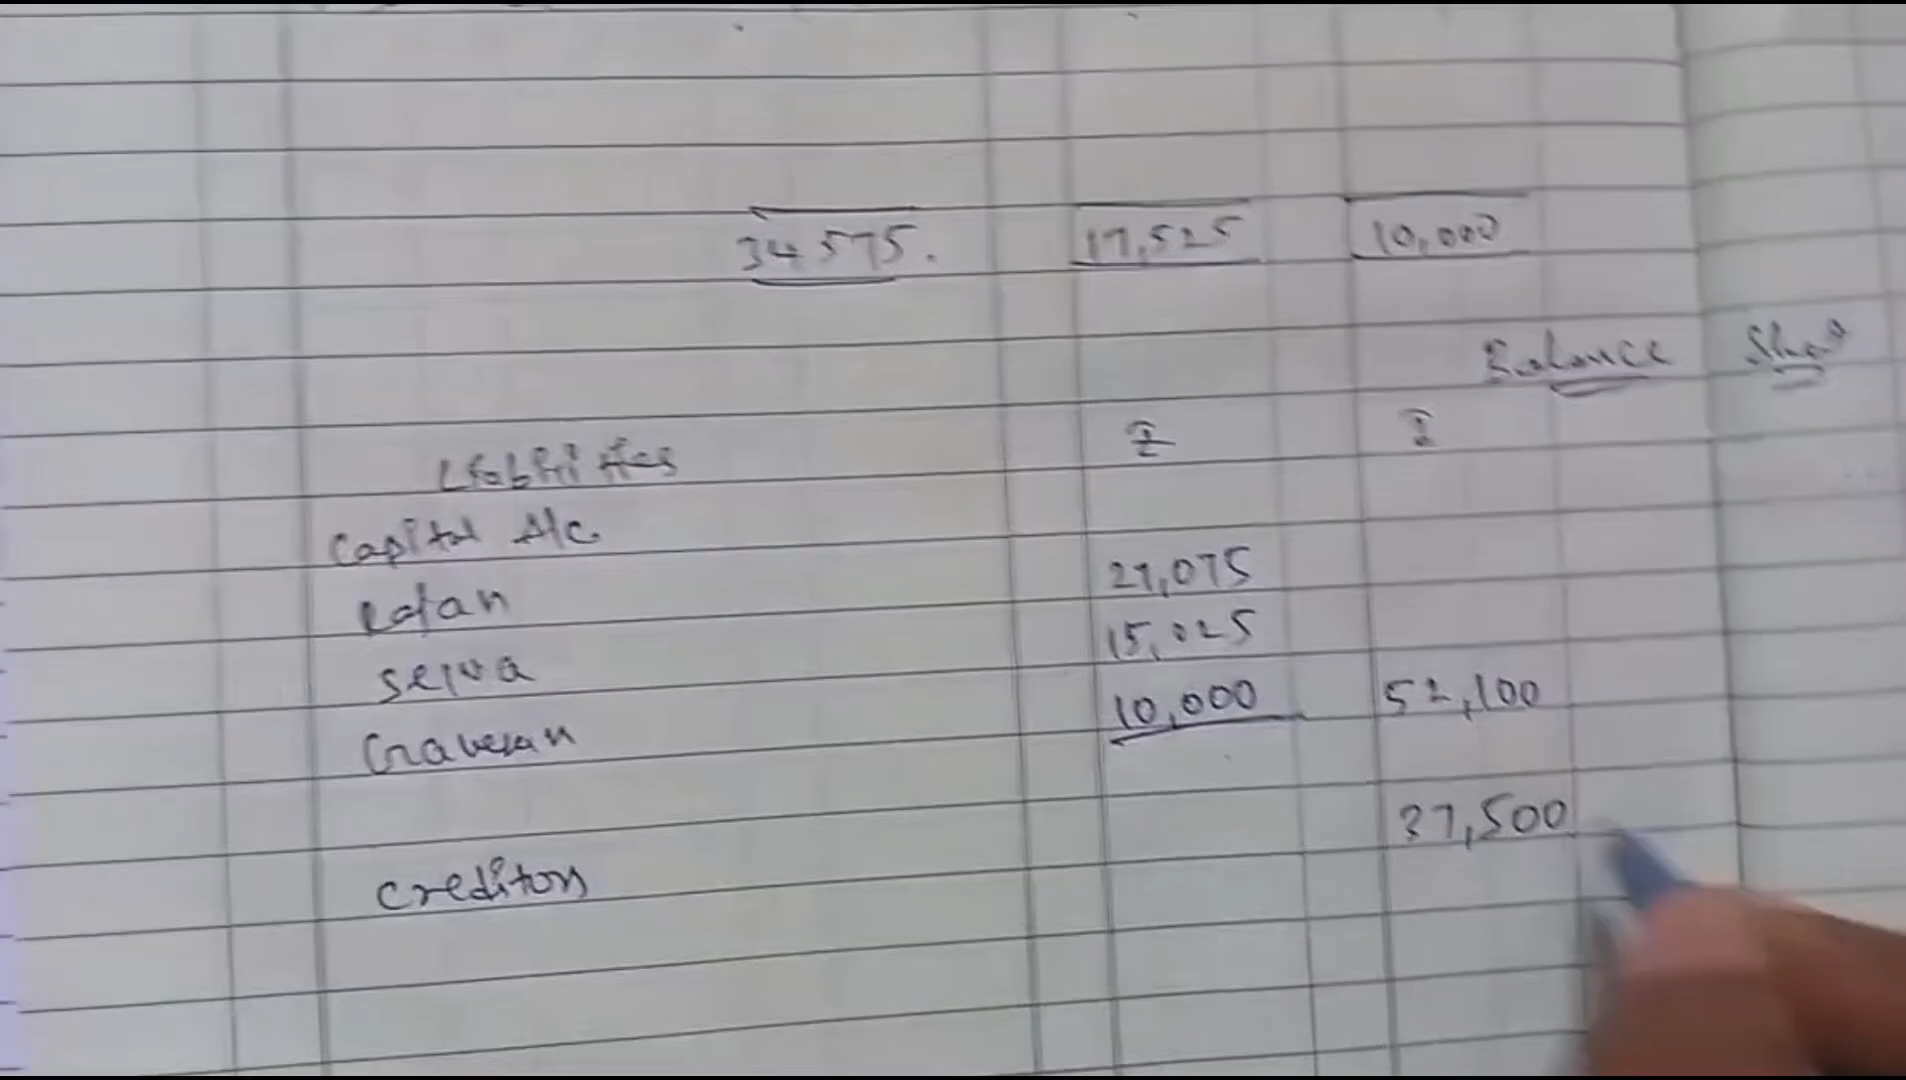 34575. 17,525 10,000
Balance Sheet
Liabilities ₹ ₹
Capital A/c
Ratan 27,075
Selva 15,025
Ganesan 10,000 52,100
Creditors 37,500